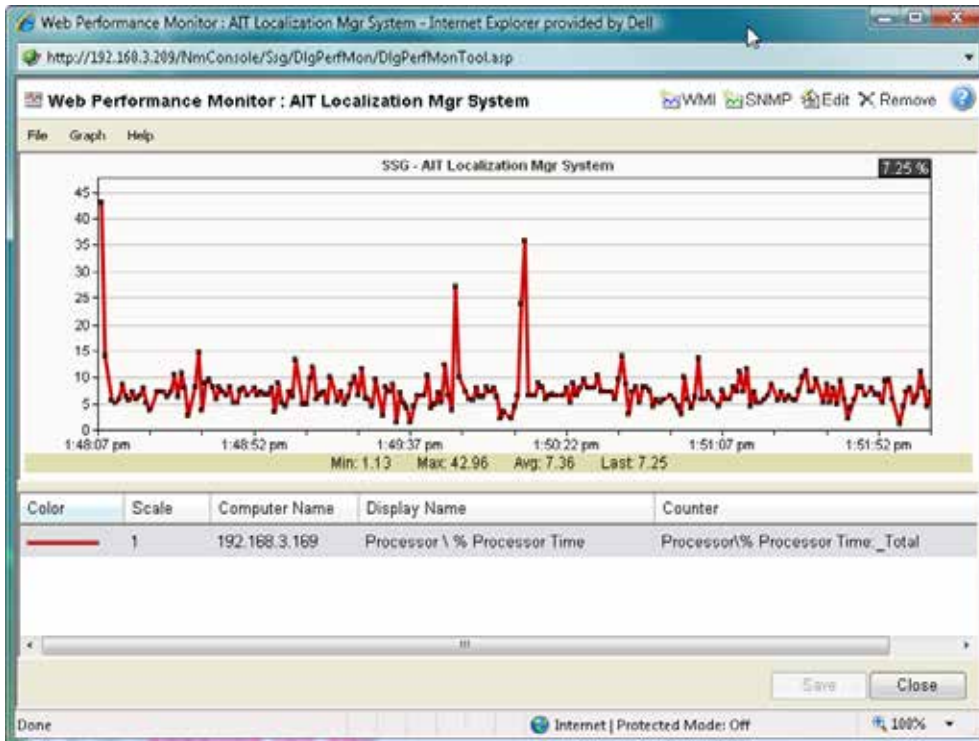 Web Performance Monitor : AIT Localization Mgr System - Internet Explorer provided by Dell
http://192.168.3.209/NmConsole/Ssg/DlgPerfMon/DlgPerfMonTool.asp
Web Performance Monitor : AIT Localization Mgr System WMI SNMP Edit Remove ?
File Graph Help
SSG - AIT Localization Mgr System 7.25 %
45
40
35
30
25
20
15
10
5
0
1:48:07 pm 1:48:52 pm 1:49:37 pm 1:50:22 pm 1:51:07 pm 1:51:52 pm
Min: 1.13 Max: 42.96 Avg: 7.36 Last: 7.25
Color Scale Computer Name Display Name Counter
1 192.168.3.169 Processor \ % Processor Time Processor\% Processor Time:_Total
Save Close
Done Internet | Protected Mode: Off 100%